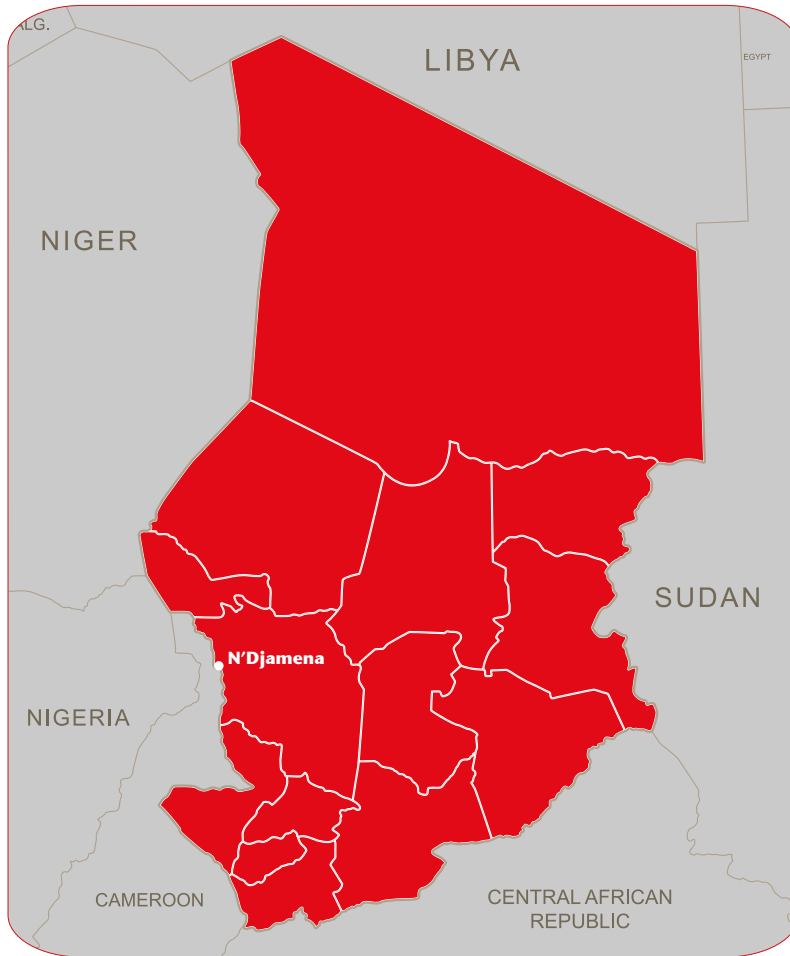 ALG.
LIBYA
EGYPT
NIGER
SUDAN
N’Djamena
NIGERIA
CAMEROON
CENTRAL AFRICAN
REPUBLIC